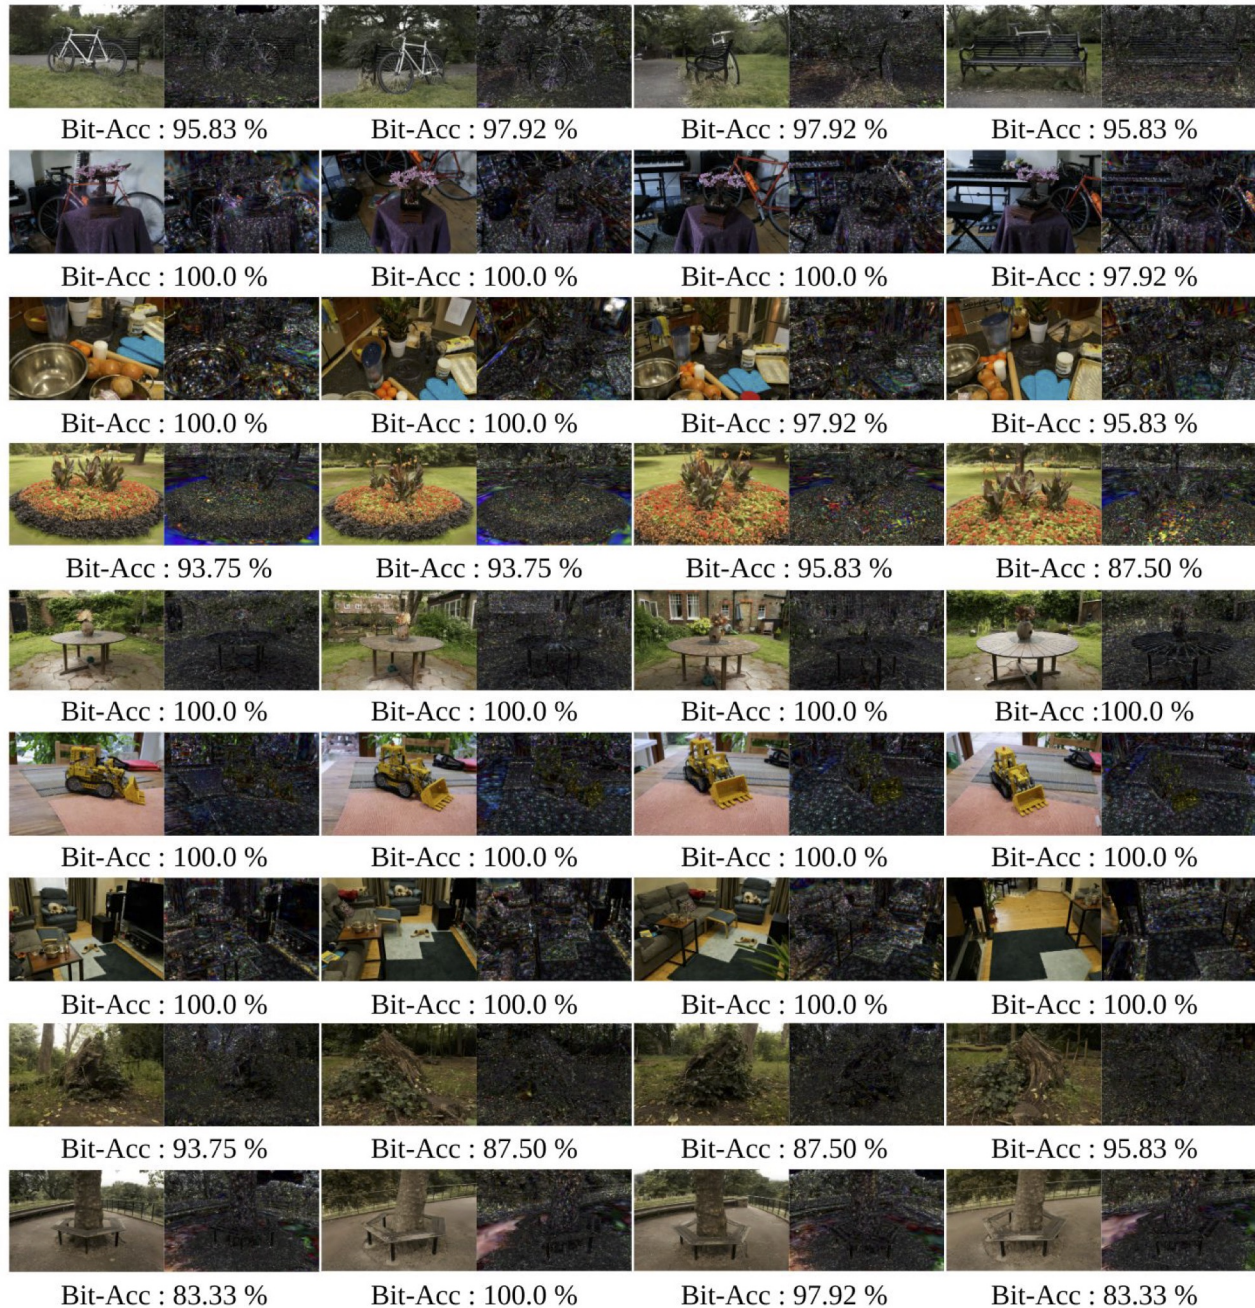 Bit-Acc : 95.83 % Bit-Acc : 97.92 % Bit-Acc : 97.92 % Bit-Acc : 95.83 %
Bit-Acc : 100.0 % Bit-Acc : 100.0 % Bit-Acc : 100.0 % Bit-Acc : 97.92 %
Bit-Acc : 100.0 % Bit-Acc : 100.0 % Bit-Acc : 97.92 % Bit-Acc : 95.83 %
Bit-Acc : 93.75 % Bit-Acc : 93.75 % Bit-Acc : 95.83 % Bit-Acc : 87.50 %
Bit-Acc : 100.0 % Bit-Acc : 100.0 % Bit-Acc : 100.0 % Bit-Acc :100.0 %
Bit-Acc : 100.0 % Bit-Acc : 100.0 % Bit-Acc : 100.0 % Bit-Acc : 100.0 %
Bit-Acc : 100.0 % Bit-Acc : 100.0 % Bit-Acc : 100.0 % Bit-Acc : 100.0 %
Bit-Acc : 93.75 % Bit-Acc : 87.50 % Bit-Acc : 87.50 % Bit-Acc : 95.83 %
Bit-Acc : 83.33 % Bit-Acc : 100.0 % Bit-Acc : 97.92 % Bit-Acc : 83.33 %